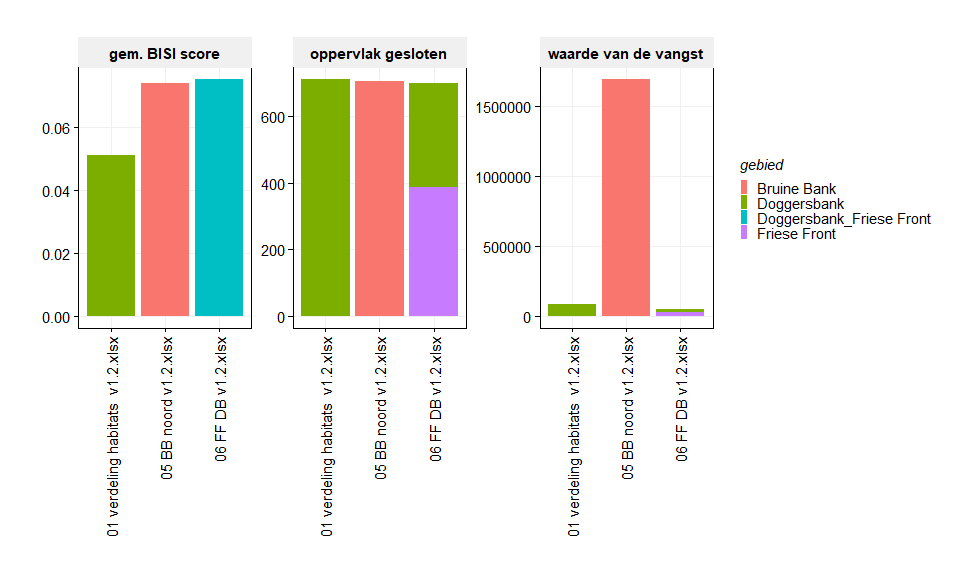 gem. BISI score
oppervlak gesloten
waarde van de vangst
0.06
0.04
0.02
0.00
600
400
200
0
1500000
1000000
500000
0
01 verdeling habitats  v1.2.xlsx
05 BB noord v1.2.xlsx
06 FF DB v1.2.xlsx
01 verdeling habitats  v1.2.xlsx
05 BB noord v1.2.xlsx
06 FF DB v1.2.xlsx
01 verdeling habitats  v1.2.xlsx
05 BB noord v1.2.xlsx
06 FF DB v1.2.xlsx
gebied
Bruine Bank
Doggersbank
Doggersbank_Friese Front
Friese Front